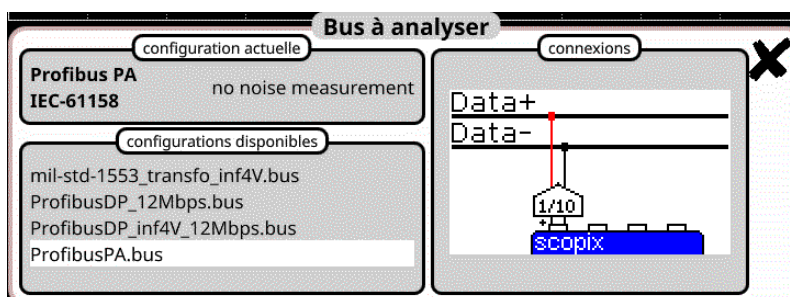 Bus à analyser
configuration actuelle
Profibus PA
IEC-61158
no noise measurement
configurations disponibles
mil-std-1553_transfo_inf4V.bus
ProfibusDP_12Mbps.bus
ProfibusDP_inf4V_12Mbps.bus
ProfibusPA.bus
connexions
Data+
Data-
1/10
+ -
scopix